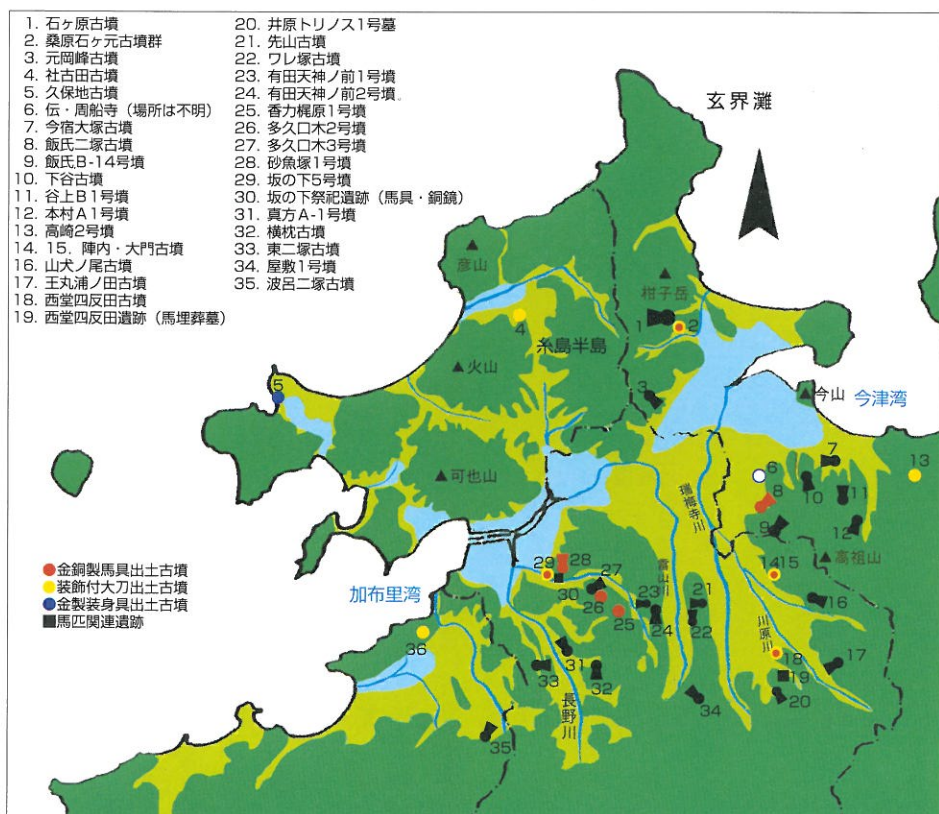 1. 石ヶ原古墳
2. 桑原石ヶ元古墳群
3. 元岡峰古墳
4. 社古田古墳
5. 久保地古墳
6. 伝・周船寺（場所は不明）
7. 今宿大塚古墳
8. 飯氏二塚古墳
9. 飯氏B-14号墳
10. 下谷古墳
11. 谷上B1号墳
12. 本村A1号墳
13. 高崎2号墳
14. 15. 陣内・大門古墳
16. 山犬ノ尾古墳
17. 王丸浦ノ田古墳
18. 西堂四反田古墳
19. 西堂四反田遺跡（馬埋葬墓）
20. 井原トリノス1号墓
21. 先山古墳
22. ワレ塚古墳
23. 有田天神ノ前1号墳
24. 有田天神ノ前2号墳
25. 香力梶原1号墳
26. 多久口木2号墳
27. 多久口木3号墳
28. 砂魚塚1号墳
29. 坂の下5号墳
30. 坂の下祭祀遺跡（馬具・銅鏡）
31. 真方A-1号墳
32. 横枕古墳
33. 東二塚古墳
34. 屋敷1号墳
35. 波呂二塚古墳
玄界灘
彦山
柑子岳
1
2
4
糸島半島
火山
5
3
今山
今津湾
可也山
6
7
13
8
10
11
瑞梅寺川
9
12
高祖山
金銅製馬具出土古墳
装飾付大刀出土古墳
金製装身具出土古墳
馬匹関連遺跡
加布里湾
29
28
30
27
26
25
23
24
雷山川
21
22
14
15
16
川原川
36
31
33
32
長野川
34
18
19
20
17
35